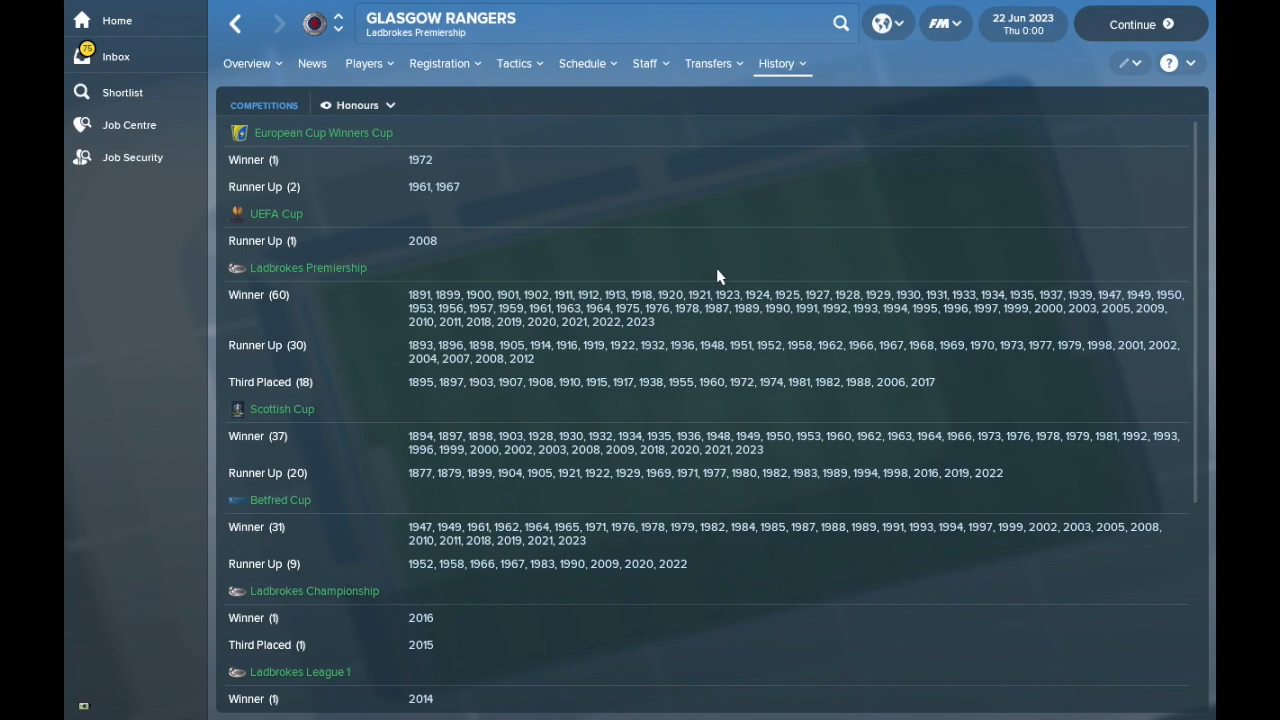 Home
75
Inbox
Shortlist
Job Centre
Job Security
GLASGOW RANGERS
Ladbrokes Premiership
FM
22 Jun 2023
Thu 0:00
Continue
Overview
News
Players
Registration
Tactics
Schedule
Staff
Transfers
History
?
COMPETITIONS
Honours
European Cup Winners Cup
Winner (1) 1972
Runner Up (2) 1961, 1967
UEFA Cup
Runner Up (1) 2008
Ladbrokes Premiership
Winner (60) 1891, 1899, 1900, 1901, 1902, 1911, 1912, 1913, 1918, 1920, 1921, 1923, 1924, 1925, 1927, 1928, 1929, 1930, 1931, 1933, 1934, 1935, 1937, 1939, 1947, 1949, 1950,
1953, 1956, 1957, 1959, 1961, 1963, 1964, 1975, 1976, 1978, 1987, 1989, 1990, 1991, 1992, 1993, 1994, 1995, 1996, 1997, 1999, 2000, 2003, 2005, 2009,
2010, 2011, 2018, 2019, 2020, 2021, 2022, 2023
Runner Up (30) 1893, 1896, 1898, 1905, 1914, 1916, 1919, 1922, 1932, 1936, 1948, 1951, 1952, 1958, 1962, 1966, 1967, 1968, 1969, 1970, 1973, 1977, 1979, 1998, 2001, 2002,
2004, 2007, 2008, 2012
Third Placed (18) 1895, 1897, 1903, 1907, 1908, 1910, 1915, 1917, 1938, 1955, 1960, 1972, 1974, 1981, 1982, 1988, 2006, 2017
Scottish Cup
Winner (37) 1894, 1897, 1898, 1903, 1928, 1930, 1932, 1934, 1935, 1936, 1948, 1949, 1950, 1953, 1960, 1962, 1963, 1964, 1966, 1973, 1976, 1978, 1979, 1981, 1992, 1993,
1996, 1999, 2000, 2002, 2003, 2008, 2009, 2018, 2020, 2021, 2023
Runner Up (20) 1877, 1879, 1899, 1904, 1905, 1921, 1922, 1929, 1969, 1971, 1977, 1980, 1982, 1983, 1989, 1994, 1998, 2016, 2019, 2022
Betfred Cup
Winner (31) 1947, 1949, 1961, 1962, 1964, 1965, 1971, 1976, 1978, 1979, 1982, 1984, 1985, 1987, 1988, 1989, 1991, 1993, 1994, 1997, 1999, 2002, 2003, 2005, 2008,
2010, 2011, 2018, 2019, 2021, 2023
Runner Up (9) 1952, 1958, 1966, 1967, 1983, 1990, 2009, 2020, 2022
Ladbrokes Championship
Winner (1) 2016
Third Placed (1) 2015
Ladbrokes League 1
Winner (1) 2014